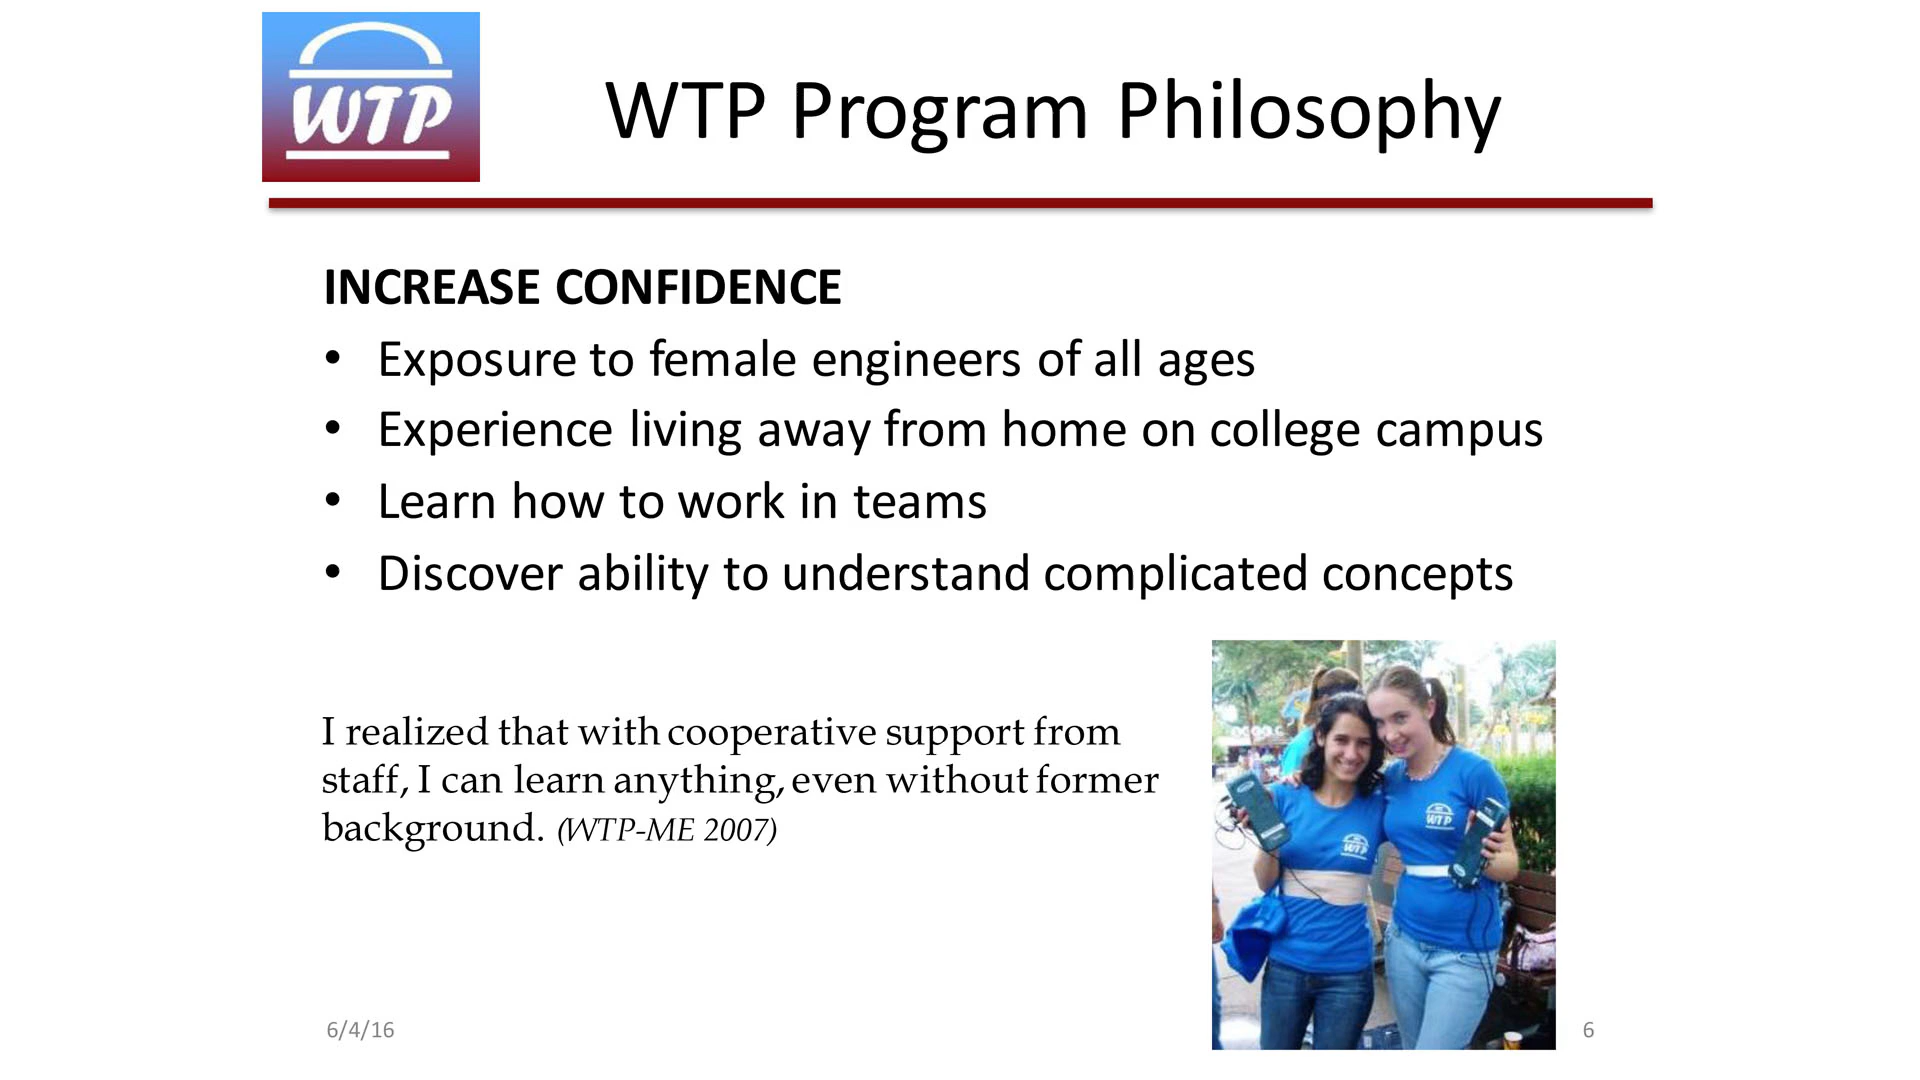 WTP
WTP Program Philosophy
INCREASE CONFIDENCE
• Exposure to female engineers of all ages
• Experience living away from home on college campus
• Learn how to work in teams
• Discover ability to understand complicated concepts
I realized that with cooperative support from
staff, I can learn anything, even without former
background. (WTP-ME 2007)
WTP
WTP
6/4/16
6